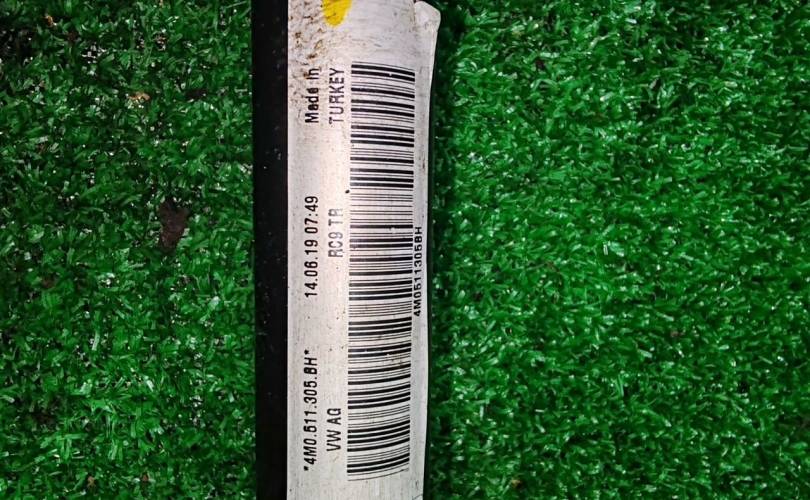 *4M0.511.305.BH* 14.06.19 07:49 Made in
VW AG RC9 TR TURKEY
4M0511305BH